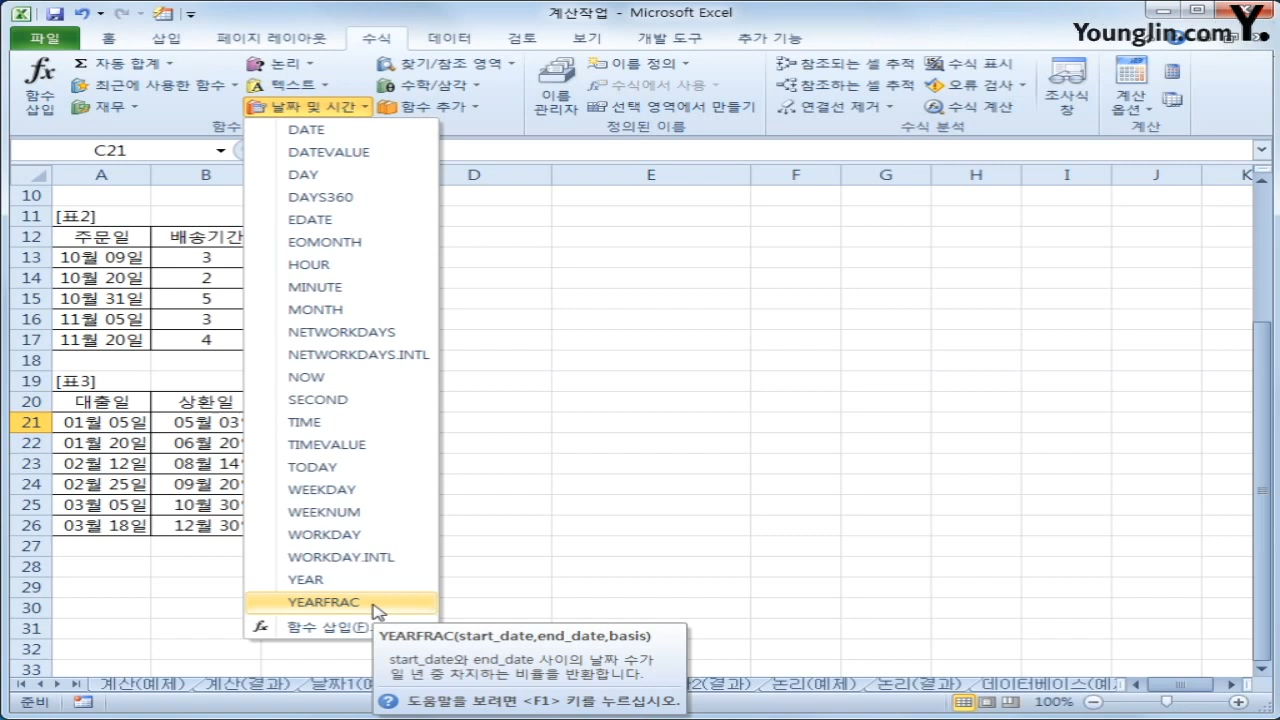 계산작업 - Microsoft Excel
Younglin.com Y.
파일 홈 삽입 페이지 레이아웃 수식 데이터 검토 보기 개발 도구 추가 기능
fx 함수 삽입
Σ 자동 합계
최근에 사용한 함수
재무
논리
텍스트
날짜 및 시간
찾기/참조 영역
수학/삼각
함수 추가
이름 관리자
이름 정의
수식에서 사용
선택 영역에서 만들기
정의된 이름
참조되는 셀 추적
참조하는 셀 추적
연결선 제거
수식 표시
오류 검사
수식 계산
수식 분석
조사식 창
계산 옵션
계산
함수
C21
A B D E F G H I J K
10
11 [표2]
12 주문일 배송기간
13 10월 09일 3
14 10월 20일 2
15 10월 31일 5
16 11월 05일 3
17 11월 20일 4
18
19 [표3]
20 대출일 상환일
21 01월 05일 05월 03
22 01월 20일 06월 20
23 02월 12일 08월 14
24 02월 25일 09월 20
25 03월 05일 10월 30
26 03월 18일 12월 30
27
28
29
30
31
32
33
DATE
DATEVALUE
DAY
DAYS360
EDATE
EOMONTH
HOUR
MINUTE
MONTH
NETWORKDAYS
NETWORKDAYS.INTL
NOW
SECOND
TIME
TIMEVALUE
TODAY
WEEKDAY
WEEKNUM
WORKDAY
WORKDAY.INTL
YEAR
YEARFRAC
fx 함수 삽입(F)
YEARFRAC(start_date,end_date,basis)
start_date와 end_date 사이의 날짜 수가
일 년 중 차지하는 비율을 반환합니다.
도움말을 보려면 <F1> 키를 누르십시오.
계산(예제) 계산(결과) 날짜1(예 2(결과) 논리(예제) 논리(결과) 데이터베이스(예
준비 100%